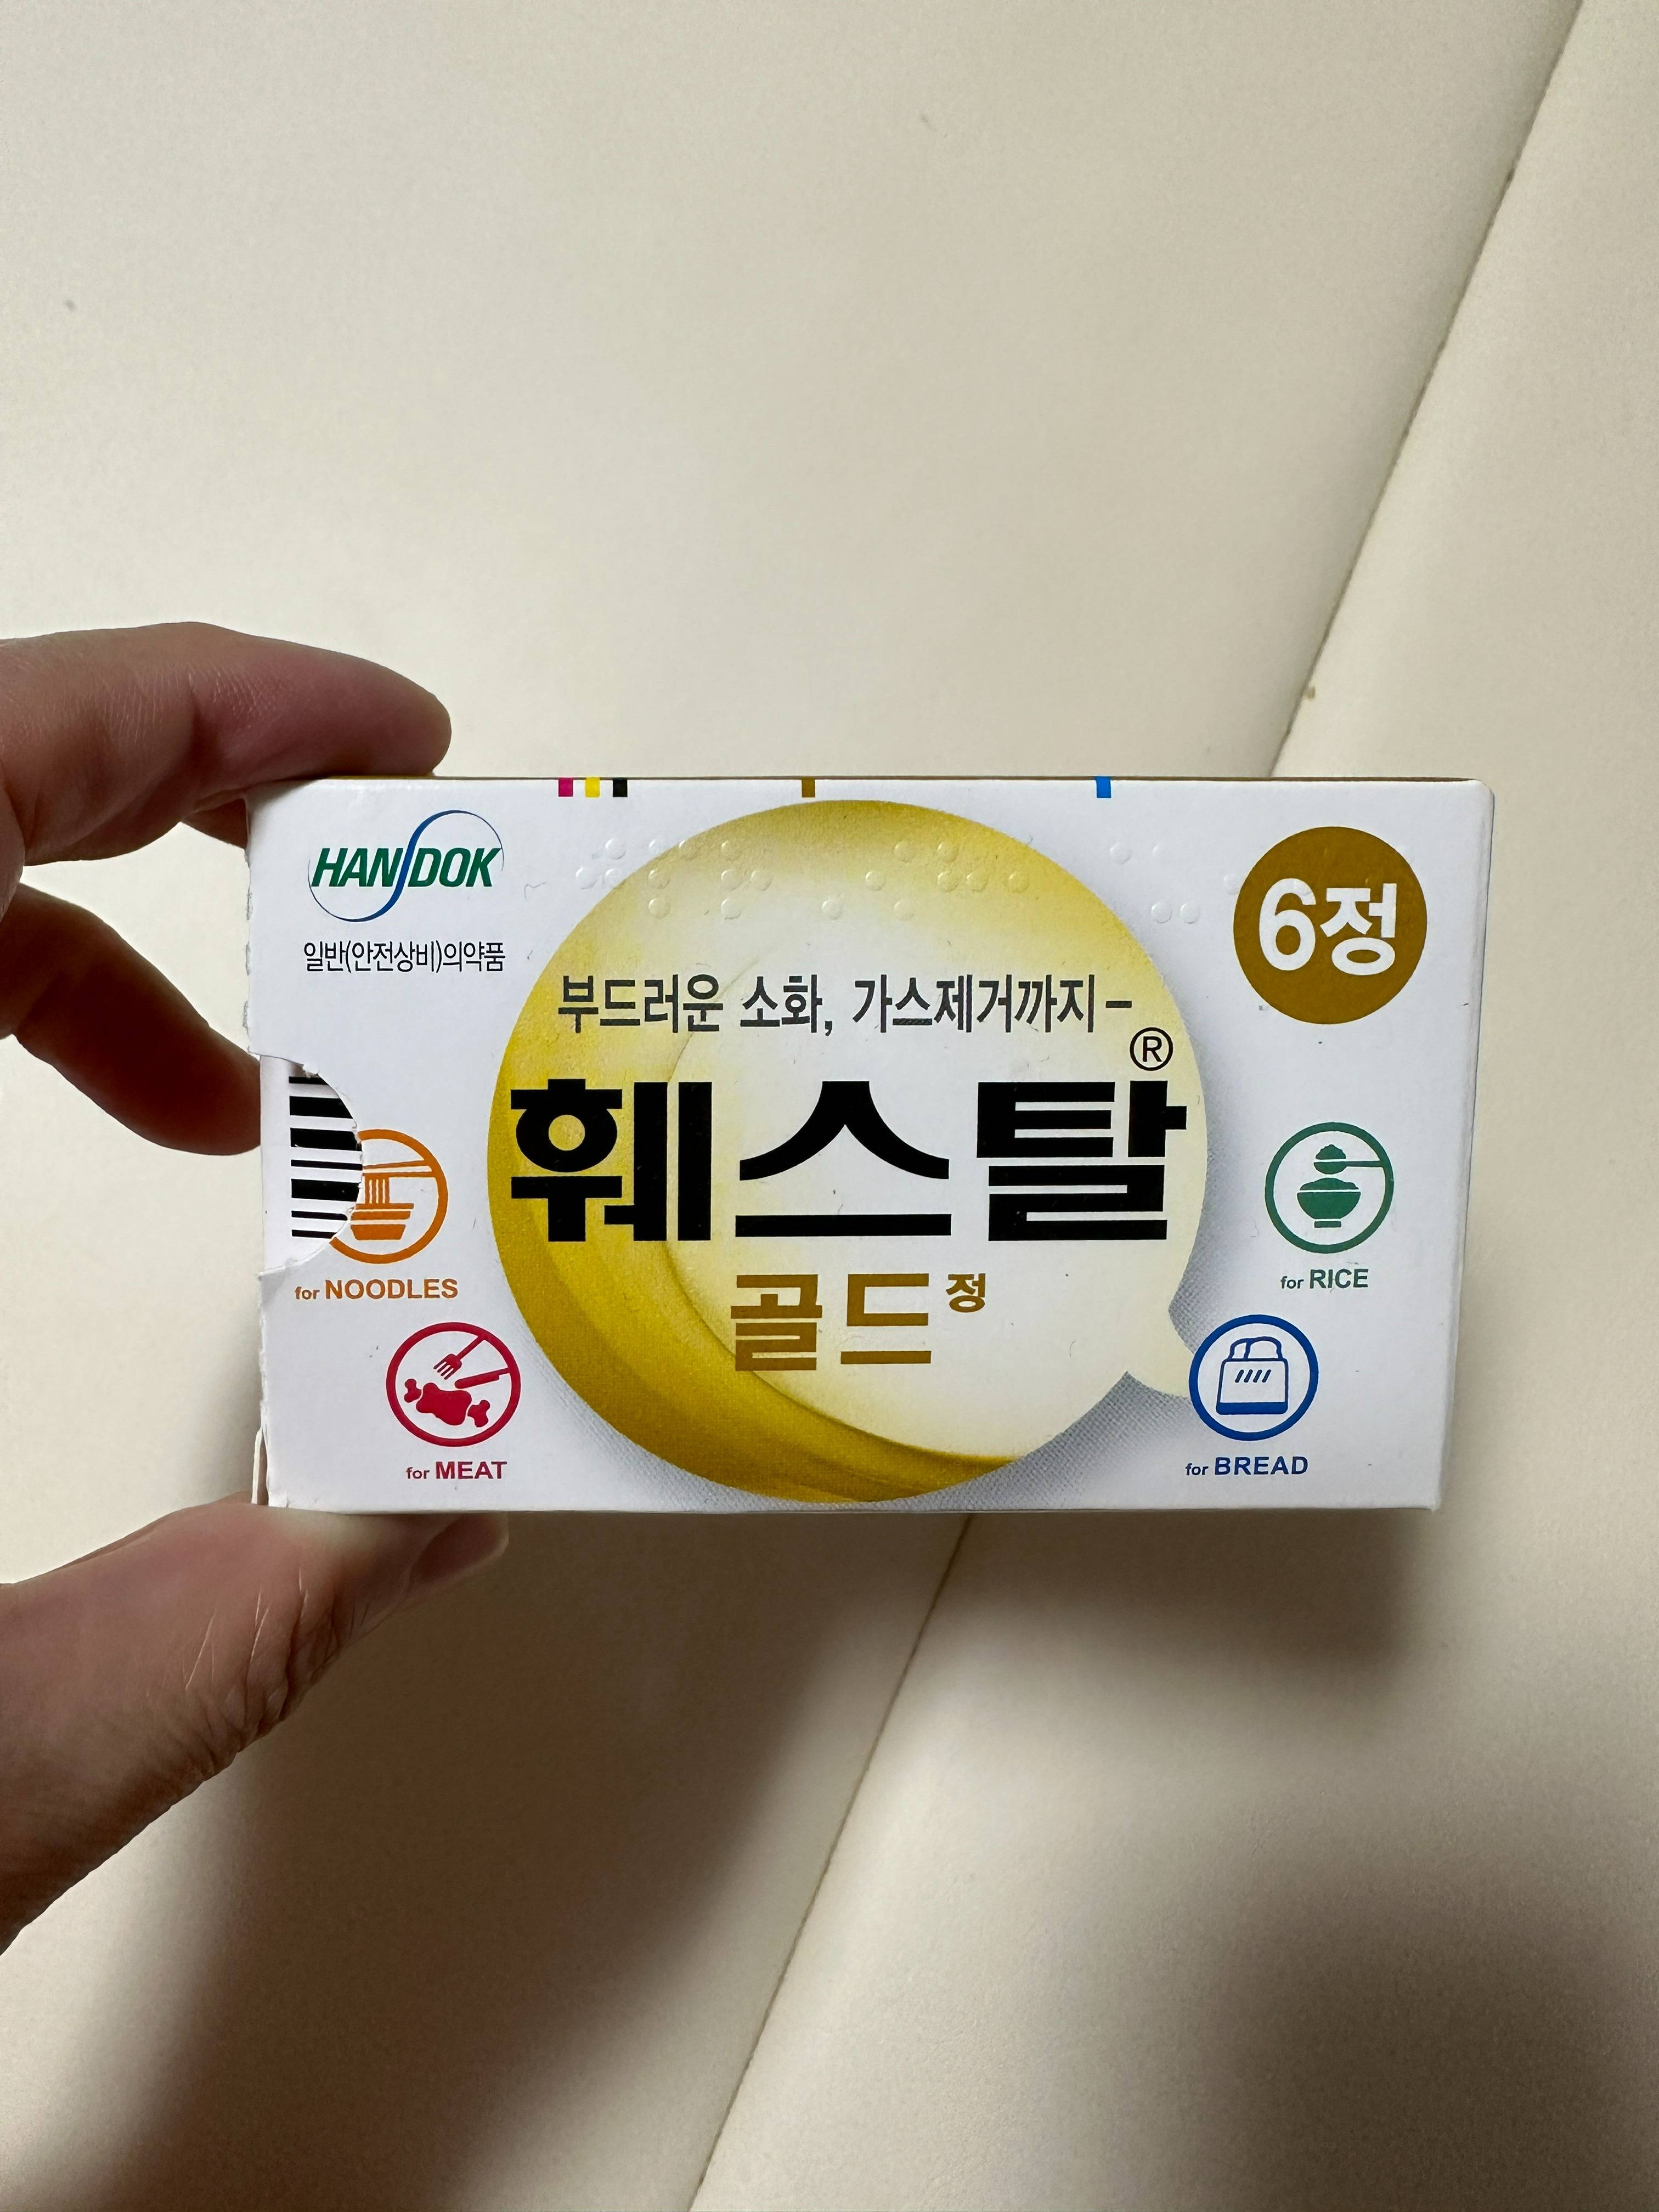 HANDOK
일반(안전상비)의약품
6정
부드러운 소화, 가스제거까지-
훼스탈®
골드정
for NOODLES
for RICE
for MEAT
for BREAD